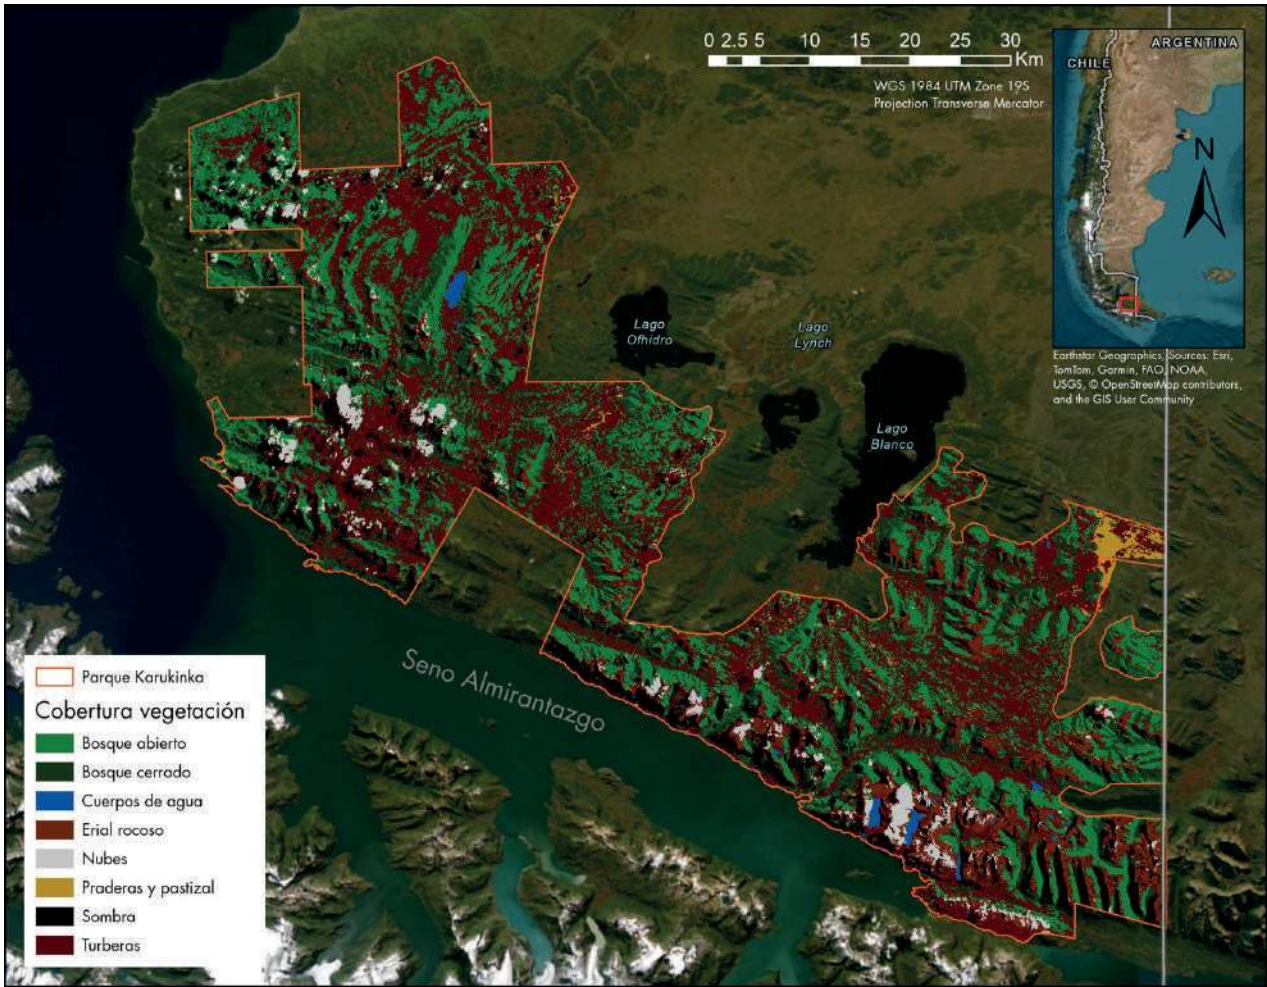 0 2.5 5 10 15 20 25 30
Km
WGS 1984 UTM Zone 19S
Projection Transverse Mercator
ARGENTINA
CHILE
N
Earthstar Geographics, Sources: Esri,
TomTom, Garmin, FAO, NOAA,
USGS, © OpenStreetMap contributors,
and the GIS User Community
Lago
Ofhidro
Lago
Lynch
Lago
Blanco
Seno Almirantazgo
Parque Karukinka
Cobertura vegetación
Bosque abierto
Bosque cerrado
Cuerpos de agua
Erial rocoso
Nubes
Praderas y pastizal
Sombra
Turberas